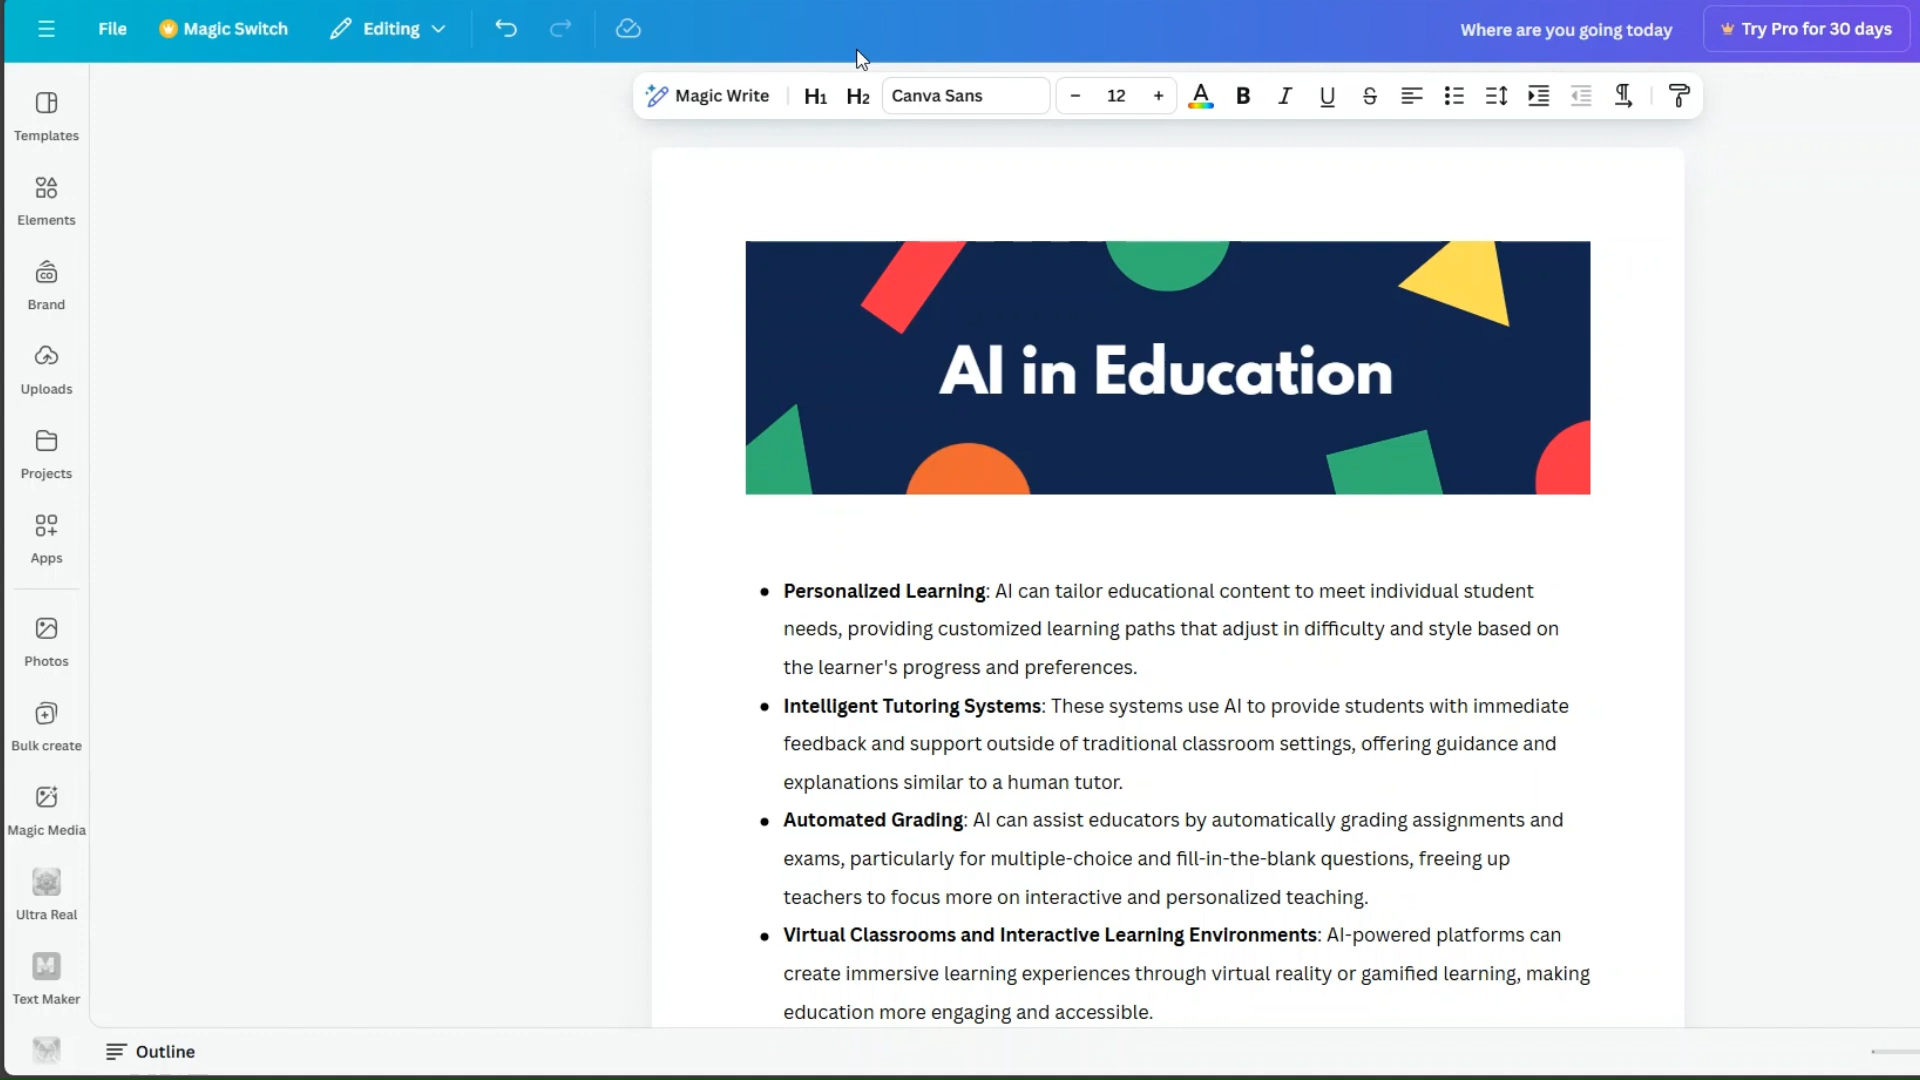 File Magic Switch Editing Where are you going today Try Pro for 30 days
Magic Write H1 H2 Canva Sans - 12 + A B I U S
Templates
Elements
CO
Brand
Uploads
Projects
Apps
Photos
Bulk create
Magic Media
Ultra Real
M
Text Maker
AI in Education
• Personalized Learning: AI can tailor educational content to meet individual student
needs, providing customized learning paths that adjust in difficulty and style based on
the learner's progress and preferences.
• Intelligent Tutoring Systems: These systems use AI to provide students with immediate
feedback and support outside of traditional classroom settings, offering guidance and
explanations similar to a human tutor.
• Automated Grading: AI can assist educators by automatically grading assignments and
exams, particularly for multiple-choice and fill-in-the-blank questions, freeing up
teachers to focus more on interactive and personalized teaching.
• Virtual Classrooms and Interactive Learning Environments: AI-powered platforms can
create immersive learning experiences through virtual reality or gamified learning, making
education more engaging and accessible.
Outline